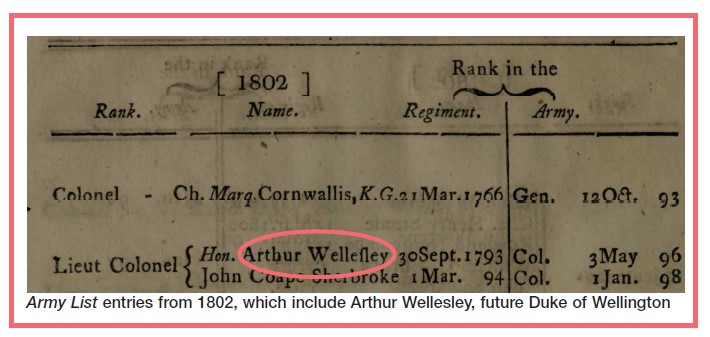 [ 1802 ]
Rank in the
Rank. Name. Regiment. Army.
Colonel - Ch. Marq. Cornwallis, K.G. 21 Mar. 1766 Gen. 12 Oct. 93
Lieut Colonel { Hon. Arthur Welleſley 30 Sept. 1793 Col. 3 May 96
John Coape Sherbroke 1 Mar. 94 Col. 1 Jan. 98
Army List entries from 1802, which include Arthur Wellesley, future Duke of Wellington